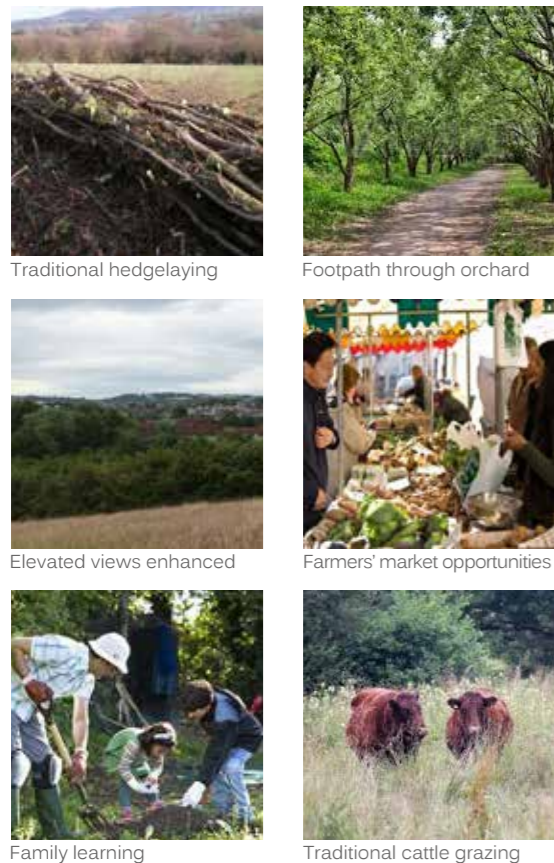 Traditional hedgelaying
Footpath through orchard
Elevated views enhanced
Farmers' market opportunities
Family learning
Traditional cattle grazing